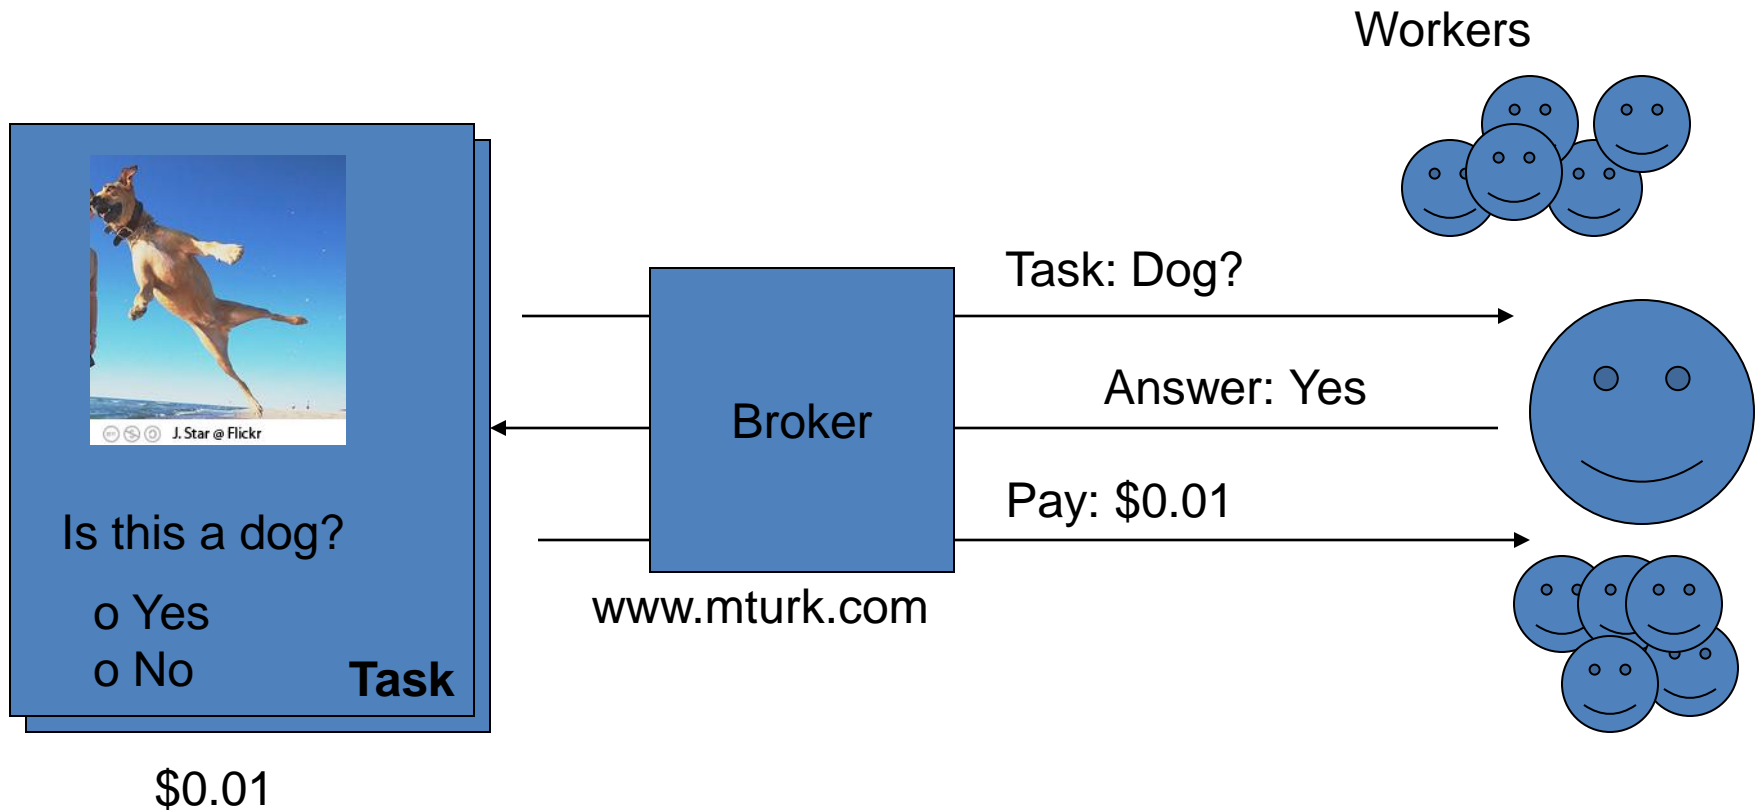 Workers
J. Star @ Flickr
Is this a dog?
o Yes
o No
Task
$0.01
Broker
www.mturk.com
Task: Dog?
Answer: Yes
Pay: $0.01